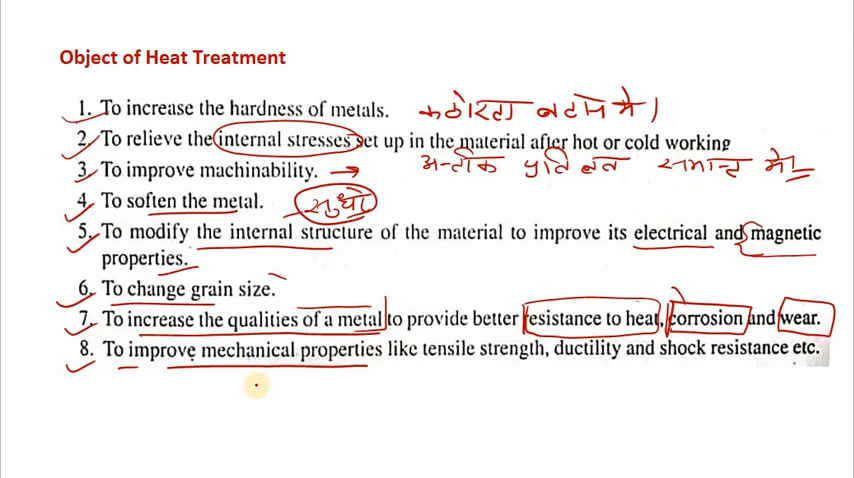 Object of Heat Treatment
1. To increase the hardness of metals. कठोरता बढाने मे।
2. To relieve the internal stresses set up in the material after hot or cold working
3. To improve machinability. → प्रति बल
4. To soften the metal.
5. To modify the internal structure of the material to improve its electrical and magnetic
properties.
6. To change grain size.
7. To increase the qualities of a metal to provide better resistance to heat, corrosion and wear.
8. To improve mechanical properties like tensile strength, ductility and shock resistance etc.